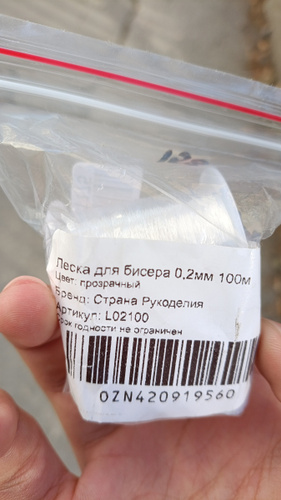 Леска для бисера 0,2мм 100м
Цвет: прозрачный
Бренд: Страна Рукоделия
Артикул: L02100
Срок годности не ограничен
OZN420919560